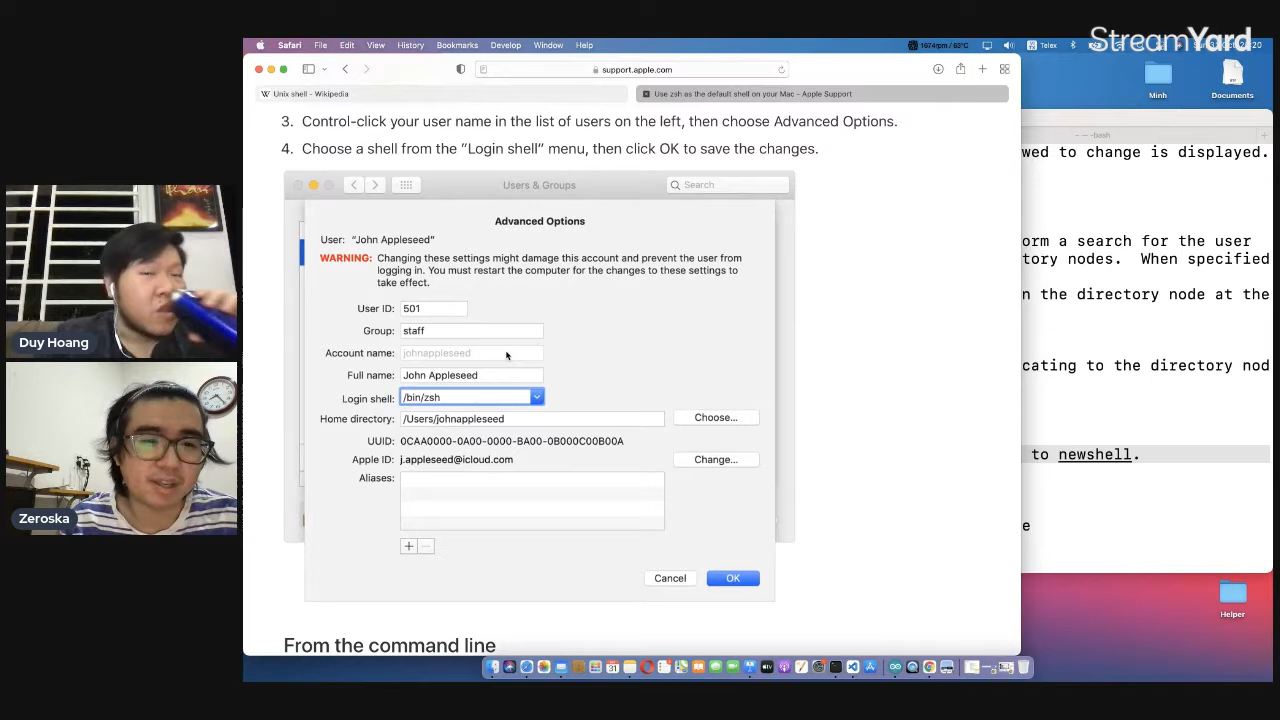 StreamYard
Safari File Edit View History Bookmarks Develop Window Help
1674rpm / 63°C
Telex
support.apple.com
Unix shell - Wikipedia
Use zsh as the default shell on your Mac - Apple Support
3. Control-click your user name in the list of users on the left, then choose Advanced Options.
4. Choose a shell from the “Login shell” menu, then click OK to save the changes.
Users & Groups
Search
Advanced Options
User: “John Appleseed”
WARNING: Changing these settings might damage this account and prevent the user from
logging in. You must restart the computer for the changes to these settings to
take effect.
User ID: 501
Group: staff
Account name: johnappleseed
Full name: John Appleseed
Login shell: /bin/zsh
Home directory: /Users/johnappleseed
Choose...
UUID: 0CAA0000-0A00-0000-BA00-0B000C00B00A
Apple ID: j.appleseed@icloud.com
Change...
Aliases:
Cancel
OK
From the command line
Minh
Documents
-bash
wed to change is displayed.
orm a search for the user
tory nodes. When specified
n the directory node at the
cating to the directory nod
to newshell.
e
Helper
Duy Hoang
Zeroska